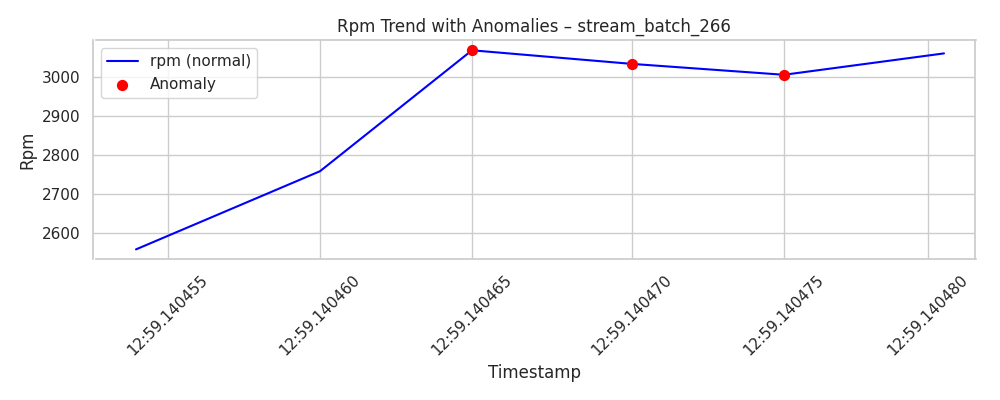 Rpm Trend with Anomalies – stream_batch_266
rpm (normal)
Anomaly
Rpm
3000
2900
2800
2700
2600
12:59.140455
12:59.140460
12:59.140465
12:59.140470
12:59.140475
12:59.140480
Timestamp